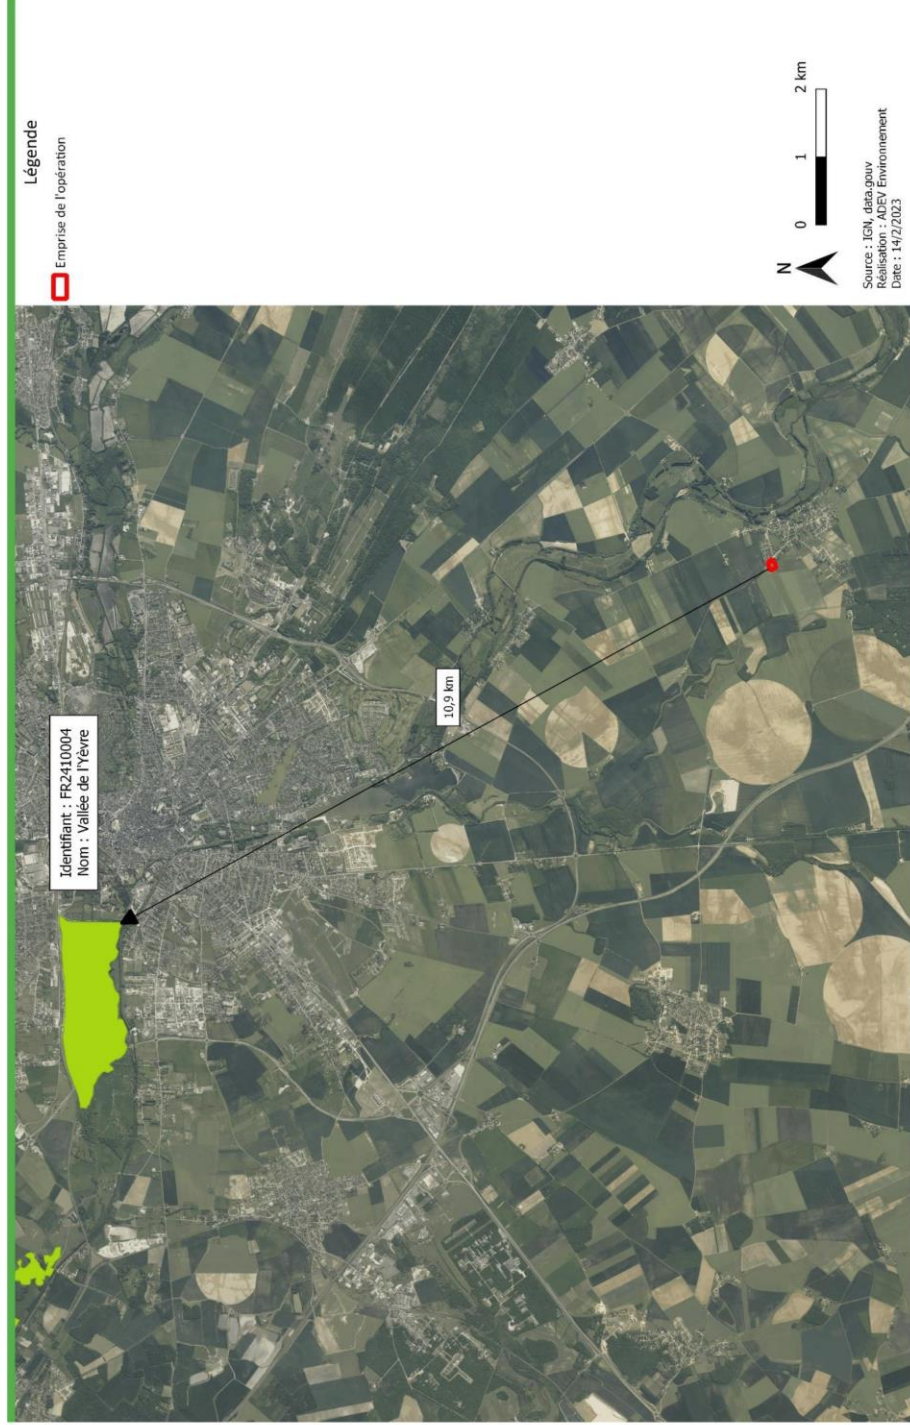 Légende
Emprise de l'opération
Identifiant : FR2410004
Nom : Vallée de l'Yèvre
10,9 km
N
0 1 2 km
Source : IGN, data.gouv
Réalisation : ADEV Environnement
Date : 14/2/2023